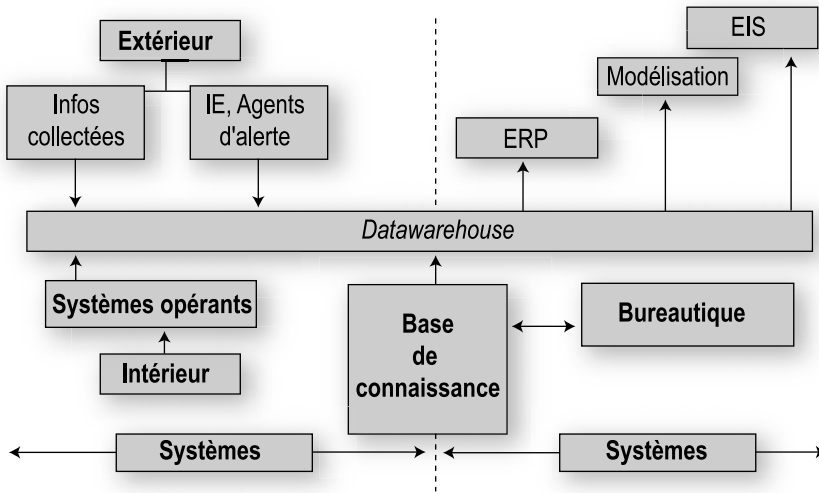 Extérieur
EIS
Modélisation
Infos
collectées
IE, Agents
d'alerte
ERP
Datawarehouse
Systèmes opérants
Intérieur
Base
de
connaissance
Bureautique
Systèmes
Systèmes